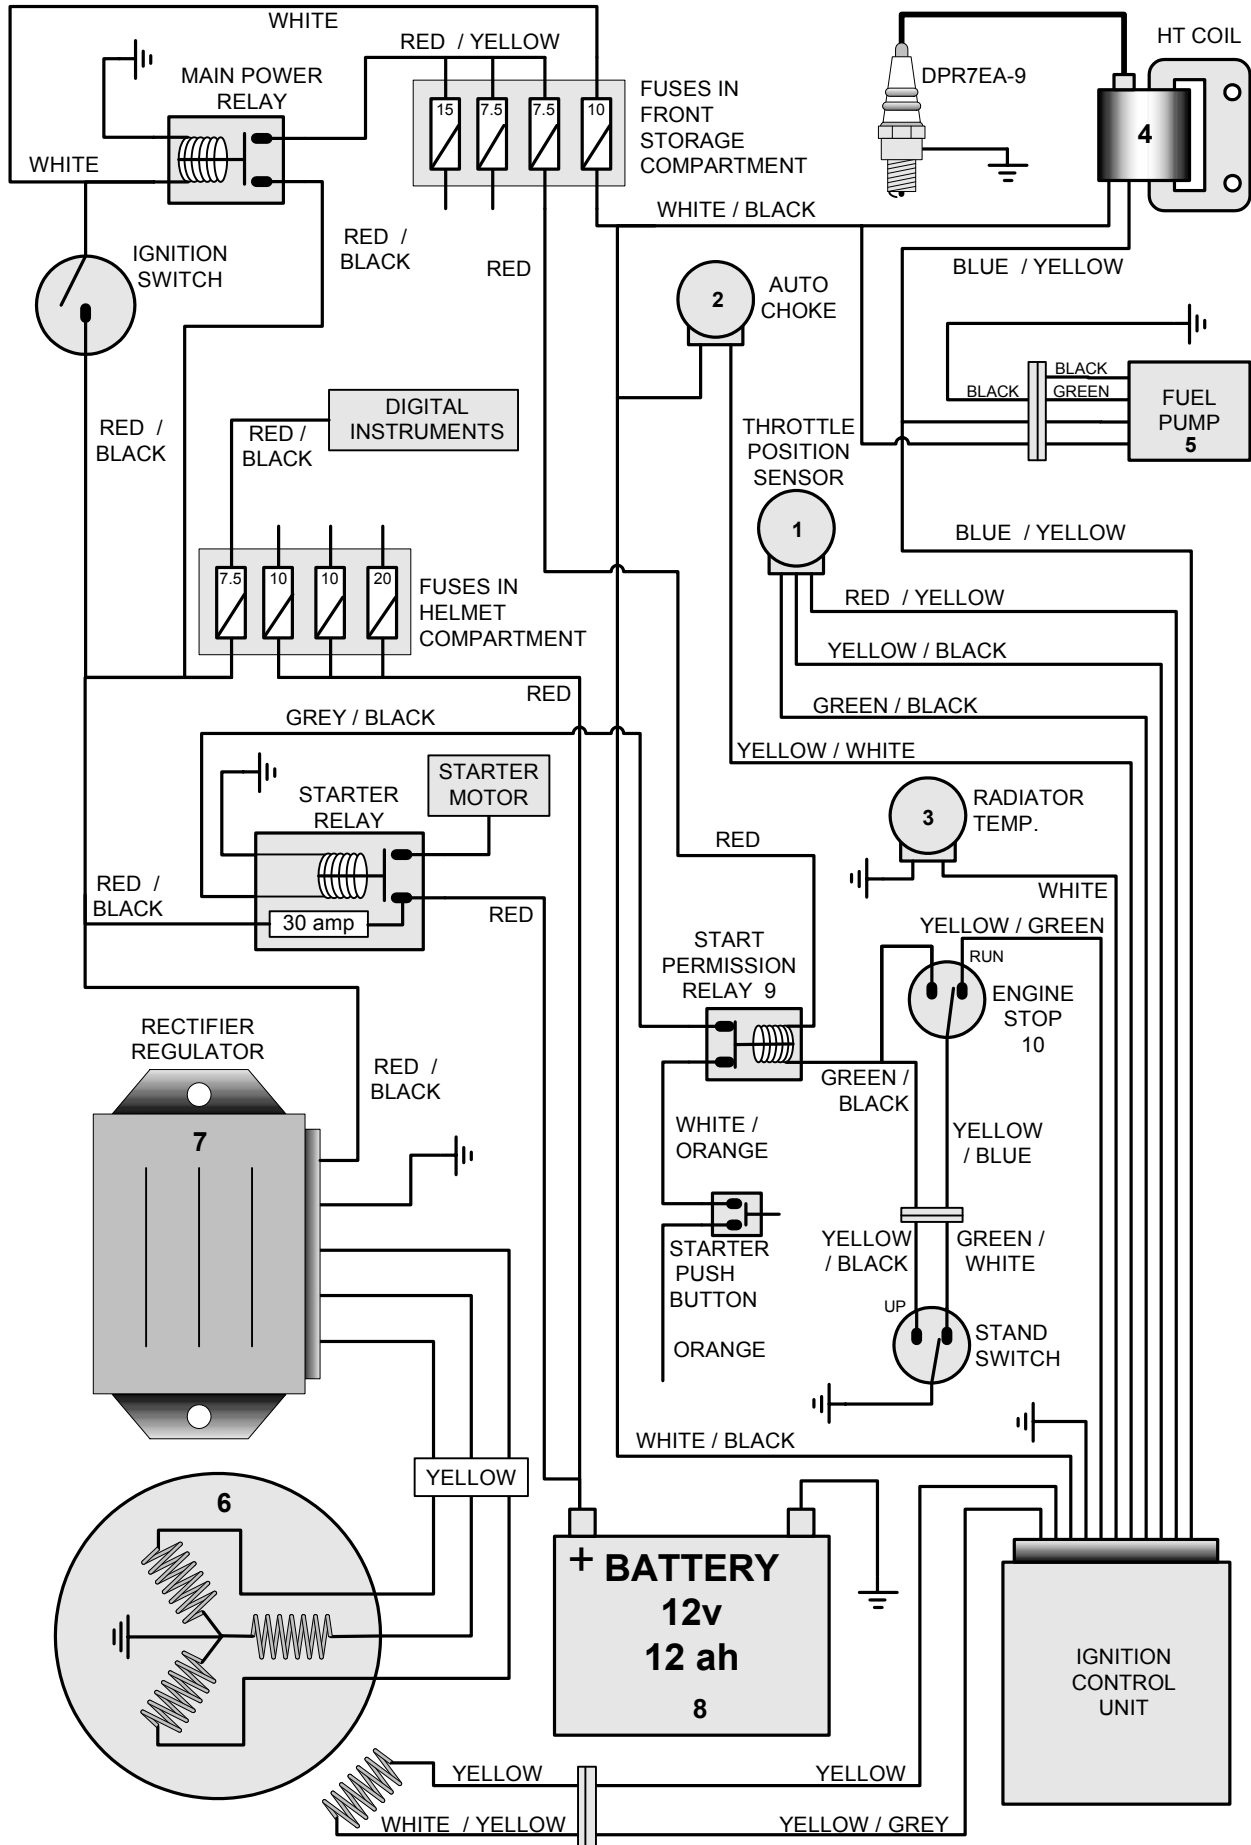 WHITE
RED / YELLOW
HT COIL
MAIN POWER
RELAY
FUSES IN
FRONT
STORAGE
COMPARTMENT
DPR7EA-9
15
7.5
7.5
10
4
WHITE
WHITE / BLACK
RED /
BLACK
RED
IGNITION
SWITCH
BLUE / YELLOW
2
AUTO
CHOKE
BLACK
BLACK
GREEN
FUEL
PUMP
5
DIGITAL
INSTRUMENTS
RED /
BLACK
RED /
BLACK
THROTTLE
POSITION
SENSOR
1
BLUE / YELLOW
7.5
10
10
20
FUSES IN
HELMET
COMPARTMENT
RED / YELLOW
YELLOW / BLACK
RED
GREEN / BLACK
GREY / BLACK
YELLOW / WHITE
STARTER
MOTOR
STARTER
RELAY
3
RADIATOR
TEMP.
RED
WHITE
RED /
BLACK
30 amp
RED
YELLOW / GREEN
START
PERMISSION
RELAY 9
RUN
ENGINE
STOP
10
RECTIFIER
REGULATOR
RED /
BLACK
GREEN /
BLACK
7
WHITE /
ORANGE
YELLOW
/ BLUE
STARTER
PUSH
BUTTON
YELLOW
/ BLACK
GREEN /
WHITE
UP
STAND
SWITCH
ORANGE
WHITE / BLACK
YELLOW
6
+ BATTERY
12v
12 ah
8
IGNITION
CONTROL
UNIT
YELLOW
YELLOW
WHITE / YELLOW
YELLOW / GREY